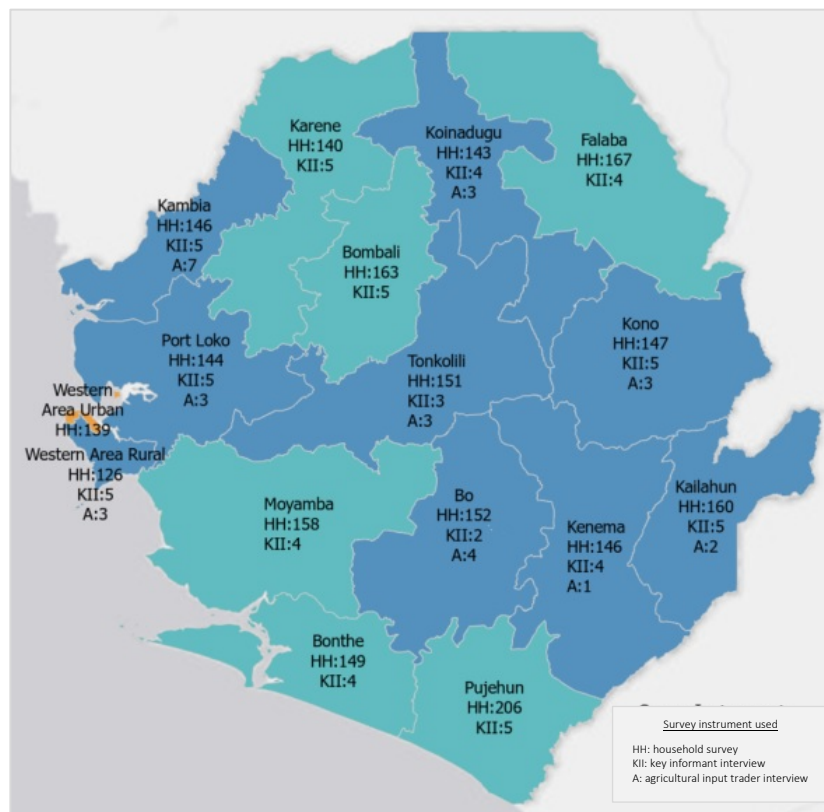 Karene
HH:140
KII:5
Koinadugu
HH:143
KII:4
A:3
Falaba
HH:167
KII:4
Kambia
HH:146
KII:5
A:7
Bombali
HH:163
KII:5
Port Loko
HH:144
KII:5
A:3
Tonkolili
HH:151
KII:3
A:3
Kono
HH:147
KII:5
A:3
Western
Area Urban
HH:139
Western Area Rural
HH:126
KII:5
A:3
Moyamba
HH:158
KII:4
Bo
HH:152
KII:2
A:4
Kenema
HH:146
KII:4
A:1
Kailahun
HH:160
KII:5
A:2
Bonthe
HH:149
KII:4
Pujehun
HH:206
KII:5
Survey instrument used
HH: household survey
KII: key informant interview
A: agricultural input trader interview